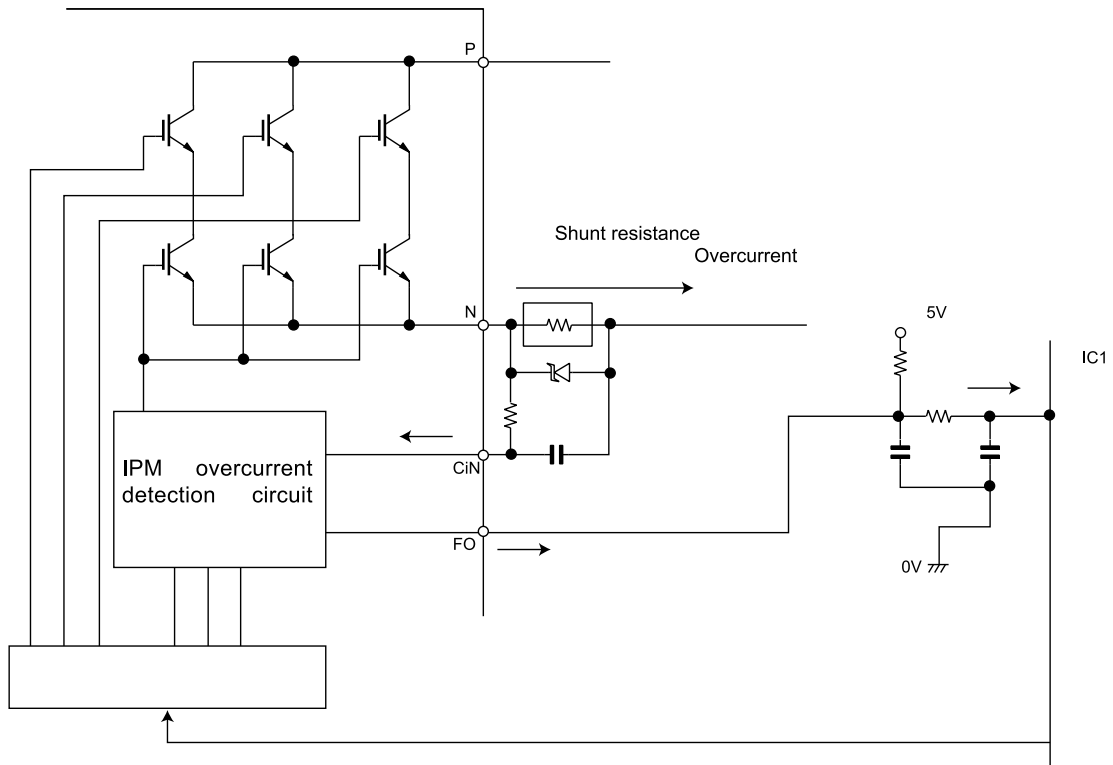 P
Shunt resistance
Overcurrent
N
5V
IC1
CiN
IPM overcurrent
detection circuit
FO
0V